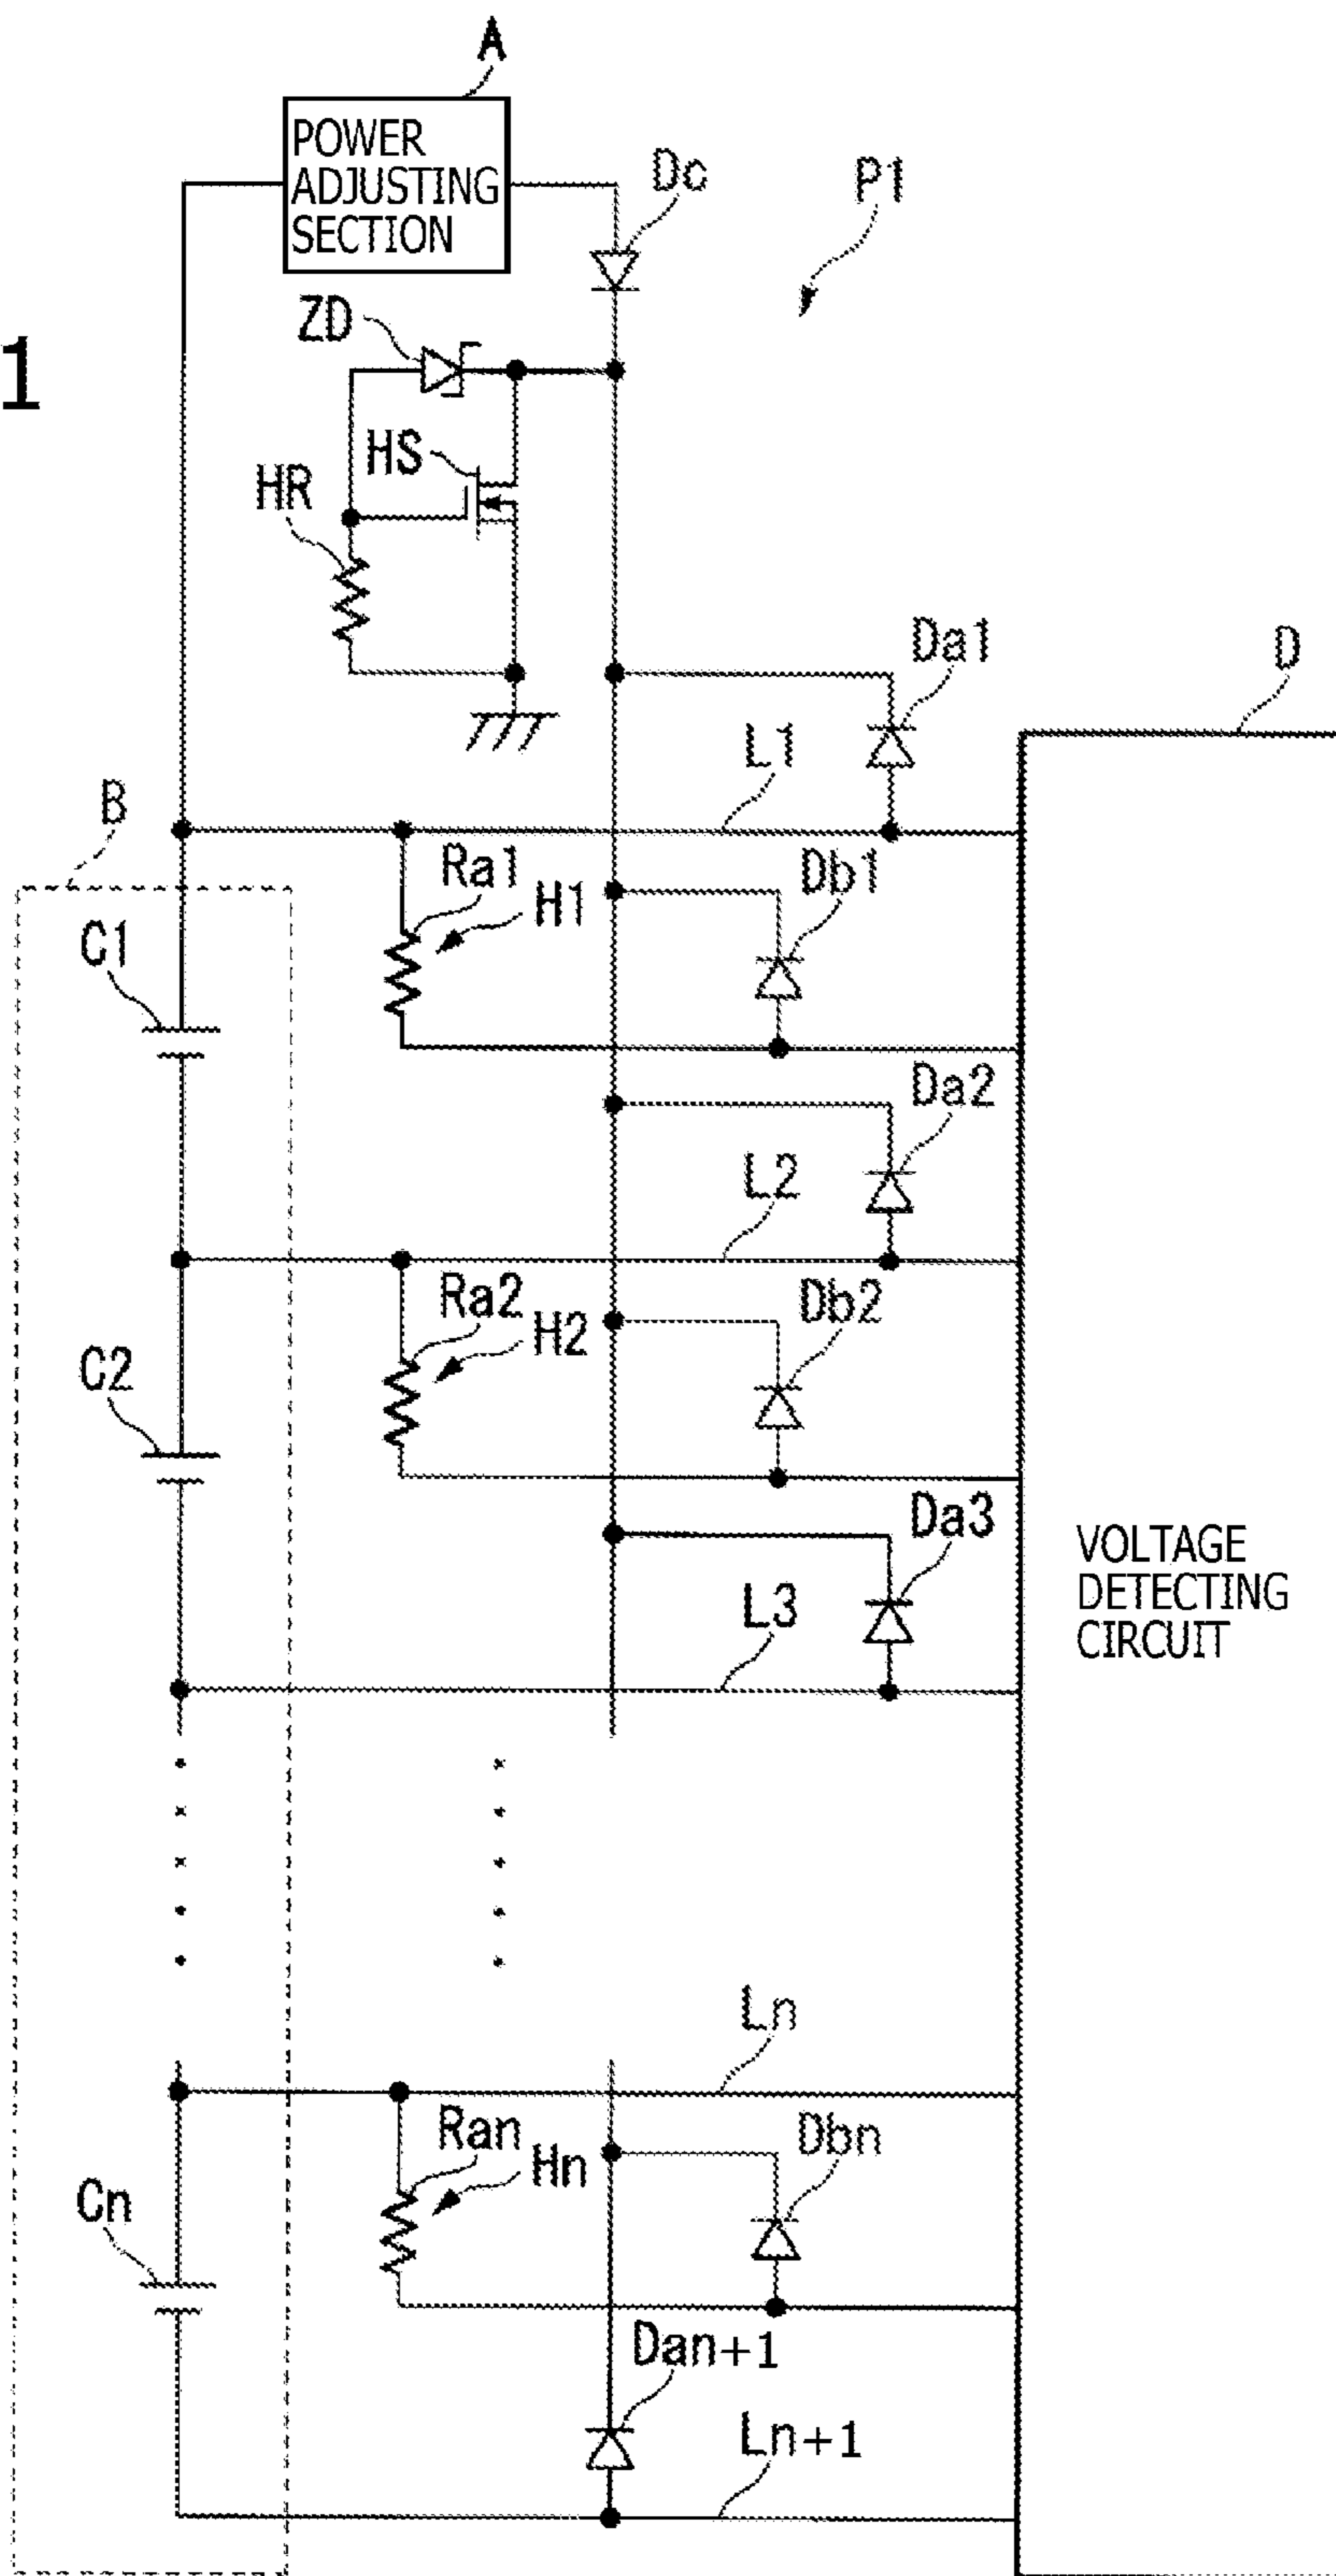 A
POWER
ADJUSTING
SECTION
Dc
P1
ZD
1
HS
HR
Da1
D
L1
B
Ra1
H1
Db1
C1
Da2
L2
Ra2
H2
Db2
C2
Da3
L3
VOLTAGE
DETECTING
CIRCUIT
Ln
Ran
Hn
Dbn
Cn
Dan+1
Ln+1